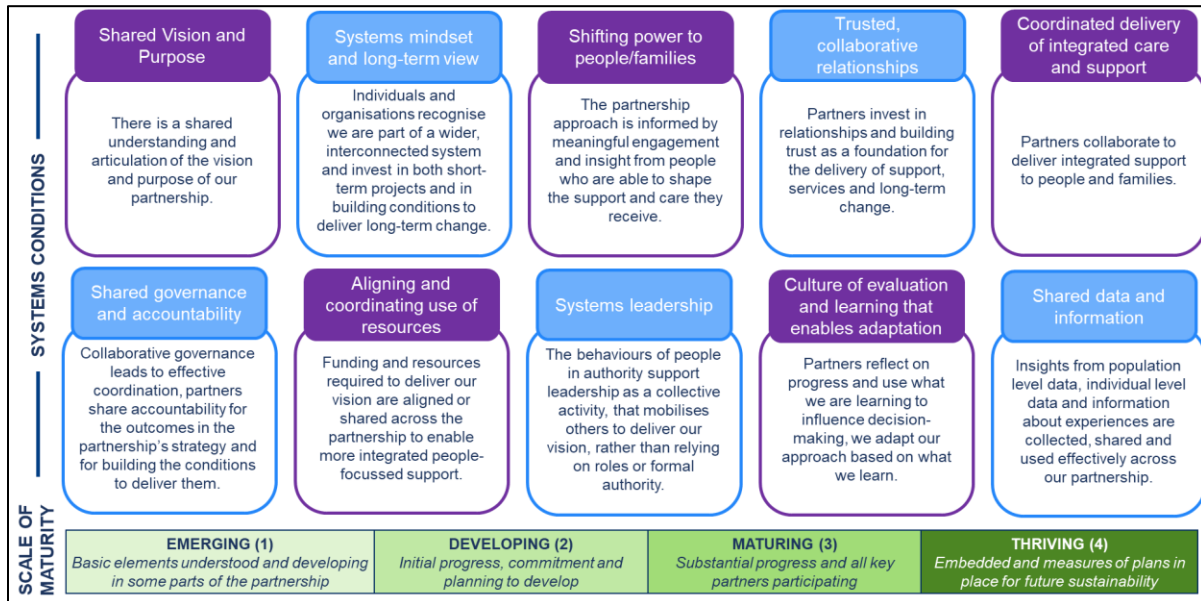 SYSTEMS CONDITIONS
Shared Vision and
Purpose
There is a shared
understanding and
articulation of the vision
and purpose of our
partnership.
Systems mindset
and long-term view
Individuals and
organisations recognise
we are part of a wider,
interconnected system
and invest in both short-
term projects and in
building conditions to
deliver long-term change.
Shifting power to
people/families
The partnership
approach is informed by
meaningful engagement
and insight from people
who are able to shape
the support and care they
receive.
Trusted,
collaborative
relationships
Partners invest in
relationships and building
trust as a foundation for
the delivery of support,
services and long-term
change.
Coordinated delivery
of integrated care
and support
Partners collaborate to
deliver integrated support
to people and families.
Shared governance
and accountability
Collaborative governance
leads to effective
coordination, partners
share accountability for
the outcomes in the
partnership's strategy and
for building the conditions
to deliver them.
Aligning and
coordinating use of
resources
Funding and resources
required to deliver our
vision are aligned or
shared across the
partnership to enable
more integrated people-
focussed support.
Systems leadership
The behaviours of people
in authority support
leadership as a collective
activity, that mobilises
others to deliver our
vision, rather than relying
on roles or formal
authority.
Culture of evaluation
and learning that
enables adaptation
Partners reflect on
progress and use what
we are learning to
influence decision-
making, we adapt our
approach based on what
we learn.
Shared data and
information
Insights from population
level data, individual level
data and information
about experiences are
collected, shared and
used effectively across
our partnership.
SCALE OF
MATURITY
EMERGING (1)
Basic elements understood and developing
in some parts of the partnership
DEVELOPING (2)
Initial progress, commitment and
planning to develop
MATURING (3)
Substantial progress and all key
partners participating
THRIVING (4)
Embedded and measures of plans in
place for future sustainability